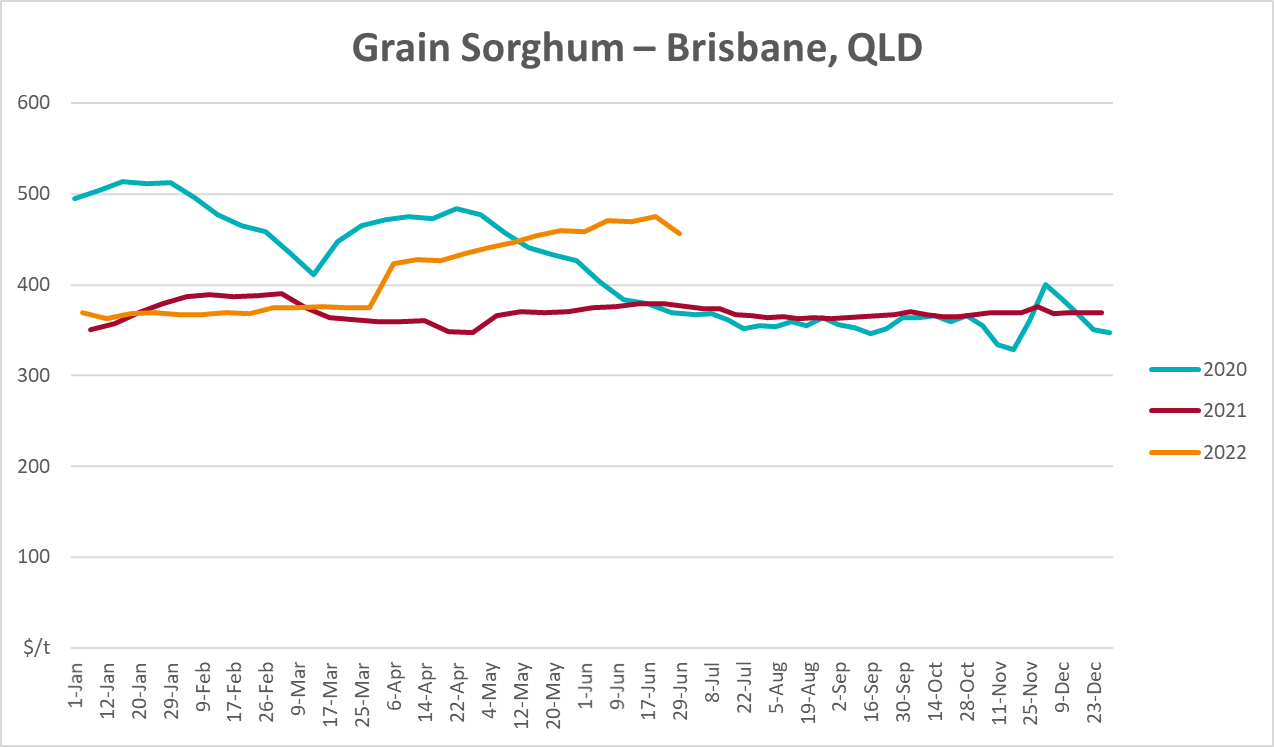 Grain Sorghum – Brisbane, QLD
600
500
400
300
200
100
$/t
1-Jan
12-Jan
20-Jan
29-Jan
9-Feb
17-Feb
26-Feb
9-Mar
17-Mar
25-Mar
6-Apr
14-Apr
22-Apr
4-May
12-May
20-May
1-Jun
9-Jun
17-Jun
29-Jun
8-Jul
22-Jul
5-Aug
19-Aug
2-Sep
16-Sep
30-Sep
14-Oct
28-Oct
11-Nov
25-Nov
9-Dec
23-Dec
2020
2021
2022